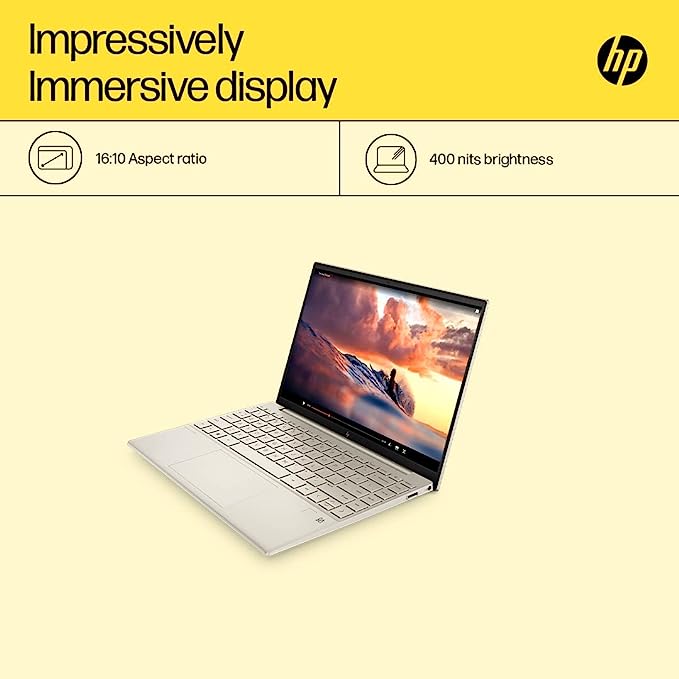 Impressively
Immersive display
hp
16:10 Aspect ratio
400 nits brightness